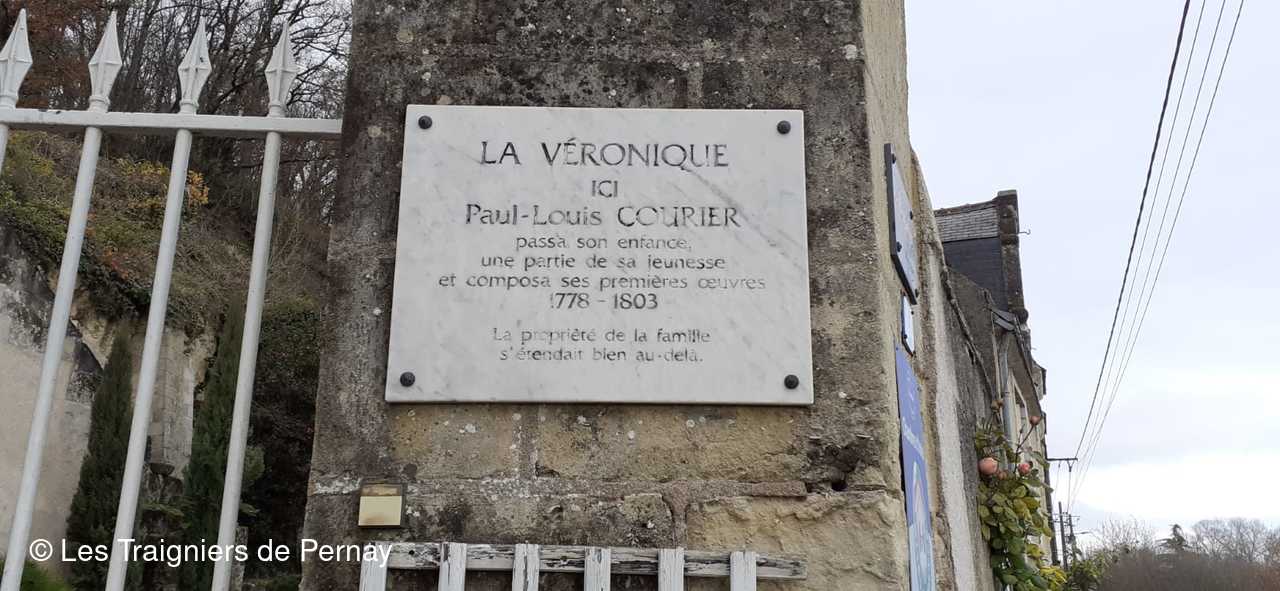 LA VÉRONIQUE
ICI
Paul-Louis COURIER
passa son enfance,
une partie de sa jeunesse
et composa ses premières œuvres
1778 - 1803
La propriété de la famille
s'étendait bien au-delà.
© Les Traigniers de Pernay